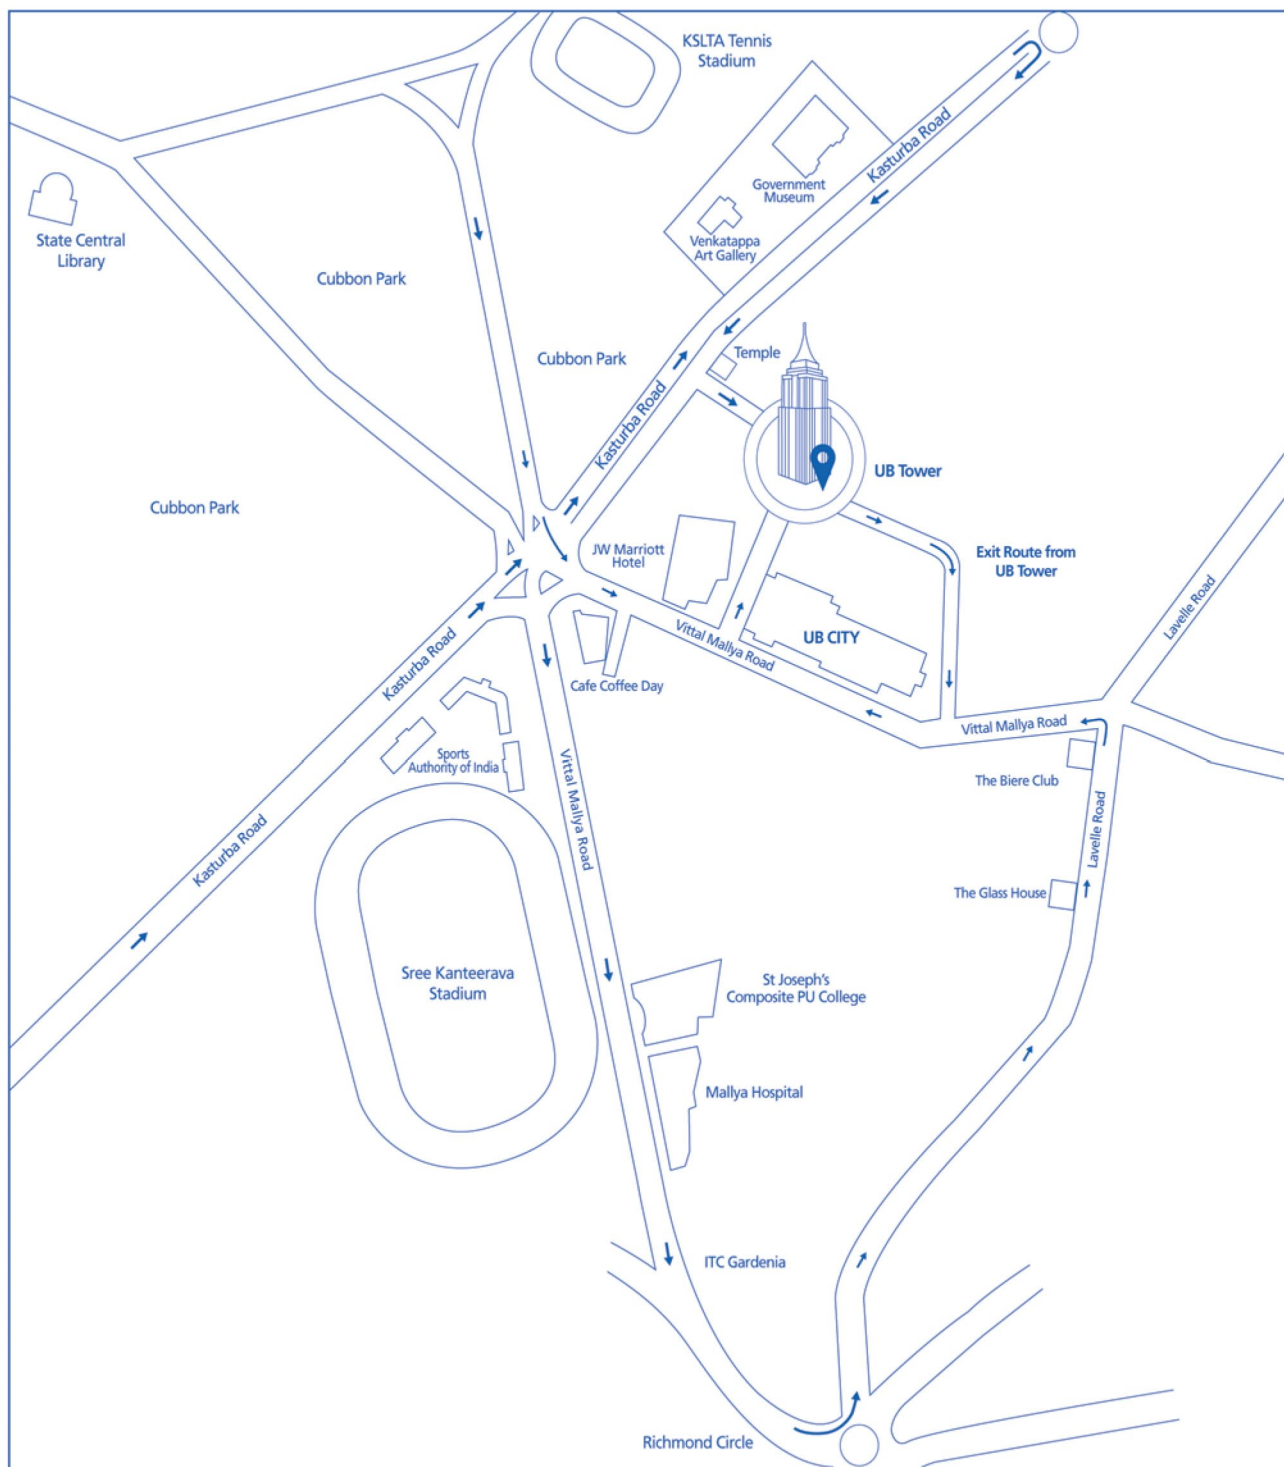 KSLTA Tennis
Stadium
Kasturba Road
Government
Museum
Venkatappa
Art Gallery
State Central
Library
Cubbon Park
Cubbon Park
Temple
Kasturba Road
UB Tower
Cubbon Park
JW Marriott
Hotel
Exit Route from
UB Tower
Lavelle Road
Vittal Mallya Road
UB CITY
Kasturba Road
Cafe Coffee Day
Vittal Mallya Road
Sports
Authority of India
The Biere Club
Vittal Mallya Road
Lavelle Road
Kasturba Road
The Glass House
Sree Kanteerava
Stadium
St Joseph's
Composite PU College
Mallya Hospital
ITC Gardenia
Richmond Circle